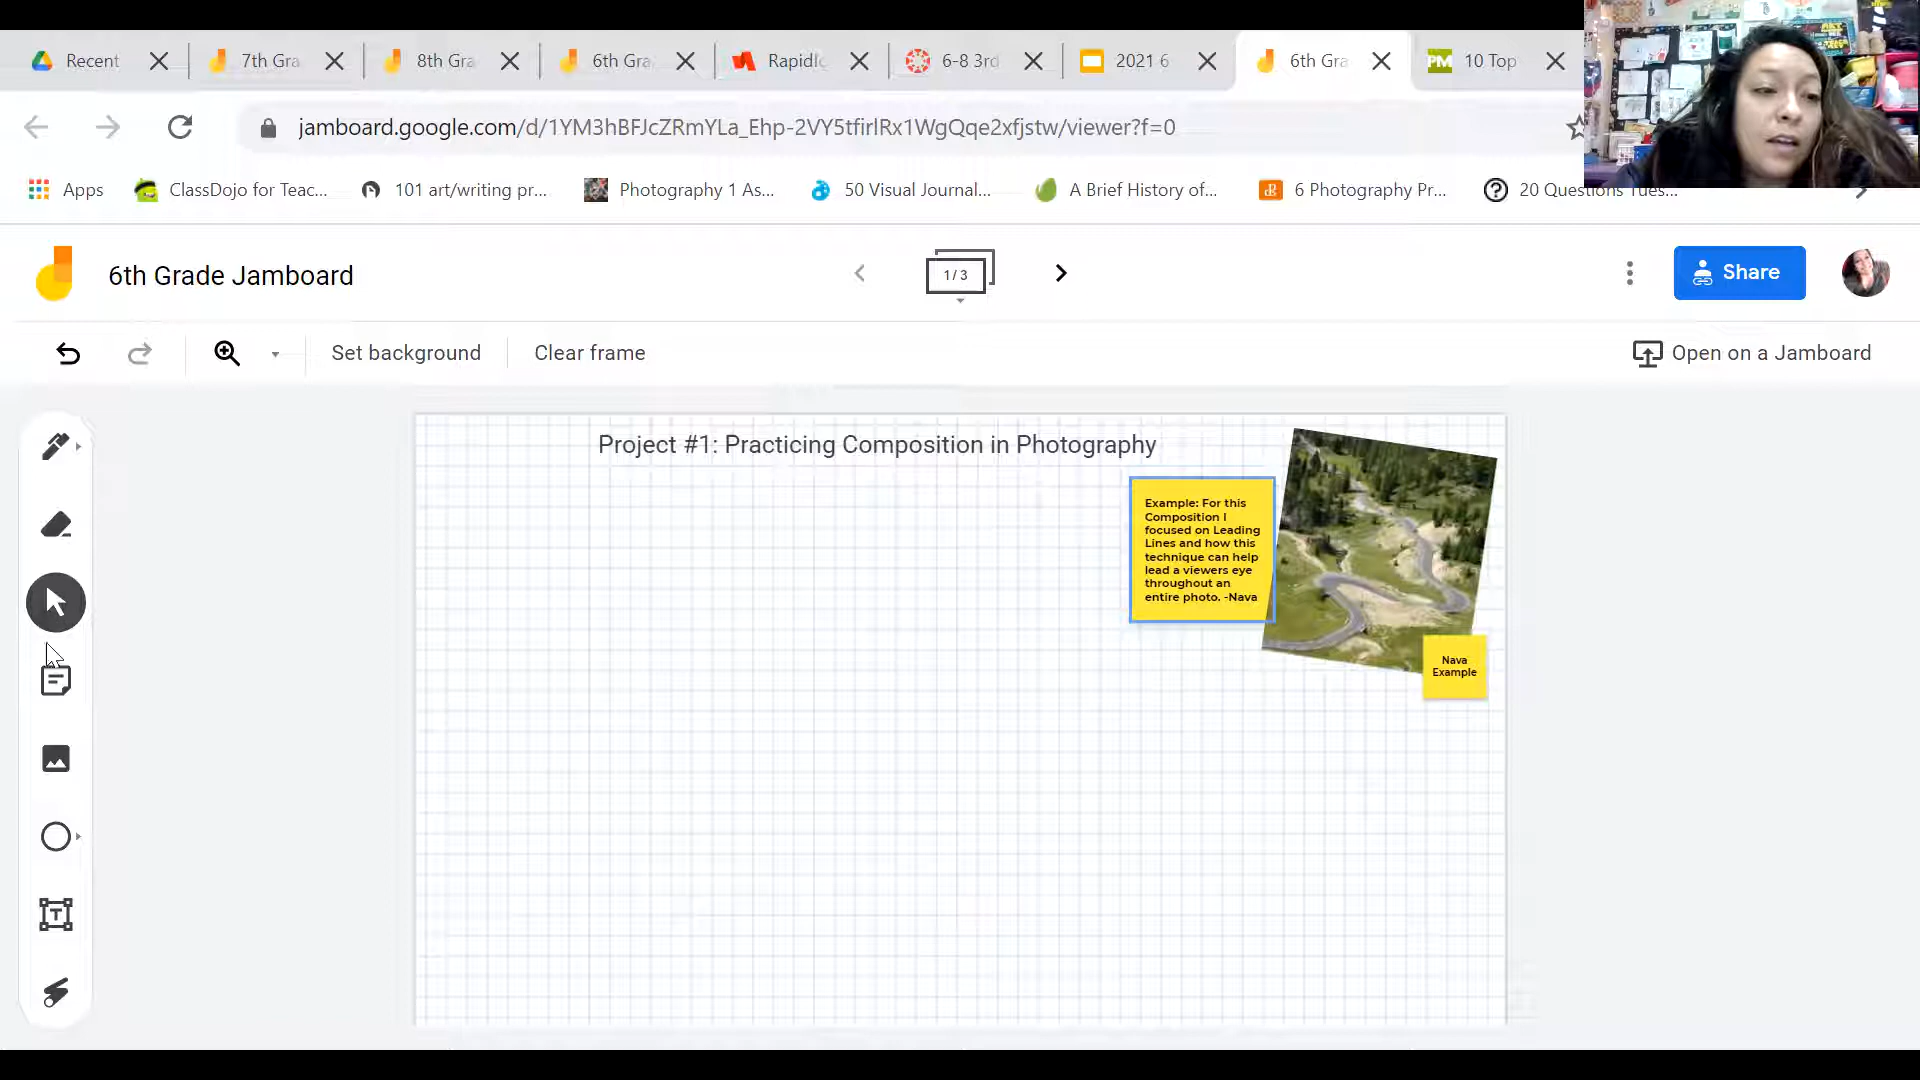 Recent
7th Gra
8th Gra
6th Gra
RapidIc
6-8 3rd
2021 6
6th Gra
PM 10 Top
jamboard.google.com/d/1YM3hBFJcZRmYLa_Ehp-2VY5tfirlRx1WgQqe2xfjstw/viewer?f=0
Apps
ClassDojo for Teac...
101 art/writing pr...
Photography 1 As...
50 Visual Journal...
A Brief History of...
6 Photography Pr...
20 Questions Tues...
6th Grade Jamboard
1 / 3
Share
Set background
Clear frame
Open on a Jamboard
Project #1: Practicing Composition in Photography
Example: For this
Composition I
focused on Leading
Lines and how this
technique can help
lead a viewers eye
throughout an
entire photo. -Nava
Nava
Example